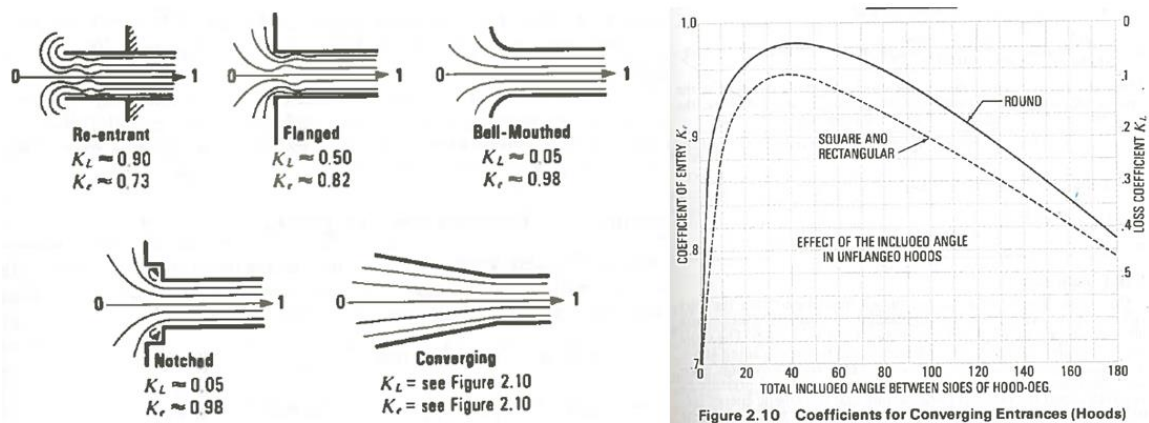 0
1
Re-entrant
K_L ≈ 0.90
K_e ≈ 0.73
0
1
Flanged
K_L ≈ 0.50
K_e ≈ 0.82
0
1
Bell-Mouthed
K_L ≈ 0.05
K_e ≈ 0.98
0
1
Notched
K_L ≈ 0.05
K_e ≈ 0.98
0
1
Converging
K_L = see Figure 2.10
K_e = see Figure 2.10
1.0
.9
.8
.7
COEFFICIENT OF ENTRY K_e
0
.1
.2
.3
.4
.5
LOSS COEFFICIENT K_L
ROUND
SQUARE AND
RECTANGULAR
EFFECT OF THE INCLUDED ANGLE
IN UNFLANGED HOODS
0 20 40 60 80 100 120 140 160 180
TOTAL INCLUDED ANGLE BETWEEN SIDES OF HOOD-DEG.
Figure 2.10 Coefficients for Converging Entrances (Hoods)